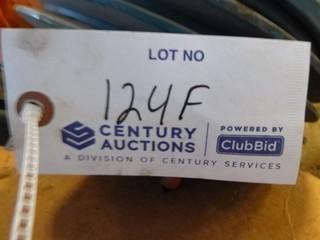 LOT NO
124F
CENTURY AUCTIONS
POWERED BY
ClubBid
A DIVISION OF CENTURY SERVICES